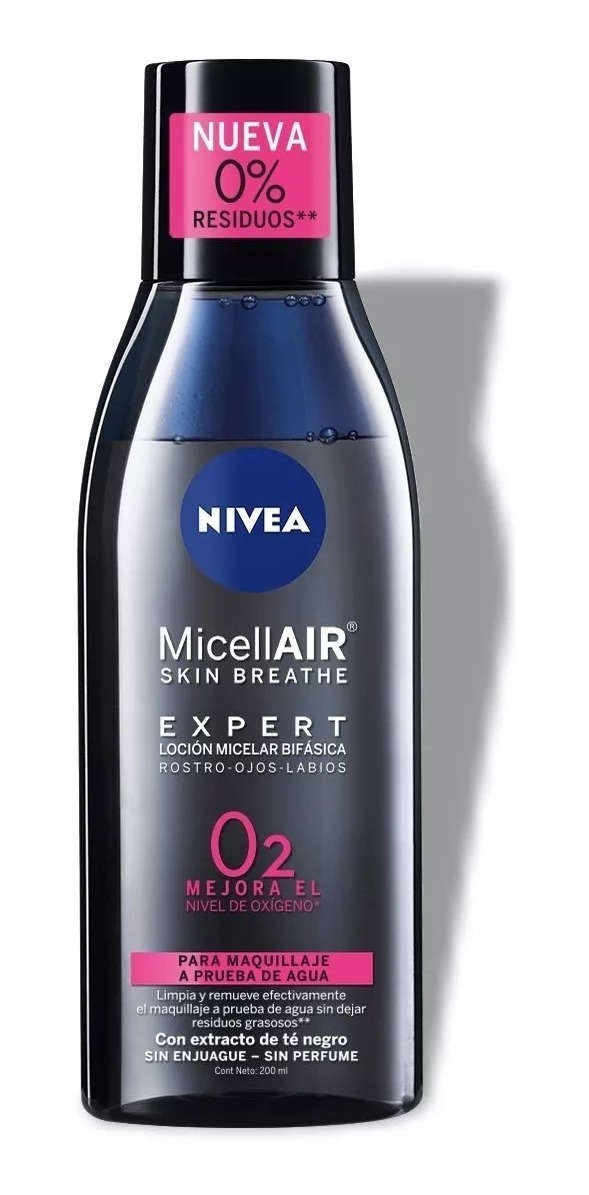 NUEVA
0%
RESIDUOS**
NIVEA
MicellAIR®
SKIN BREATHE
EXPERT
LOCIÓN MICELAR BIFÁSICA
ROSTRO-OJOS-LABIOS
O2
MEJORA EL
NIVEL DE OXÍGENO*
PARA MAQUILLAJE
A PRUEBA DE AGUA
Limpia y remueve efectivamente
el maquillaje a prueba de agua sin dejar
residuos grasosos**
Con extracto de té negro
SIN ENJUAGUE – SIN PERFUME
Cont Neto: 200 ml